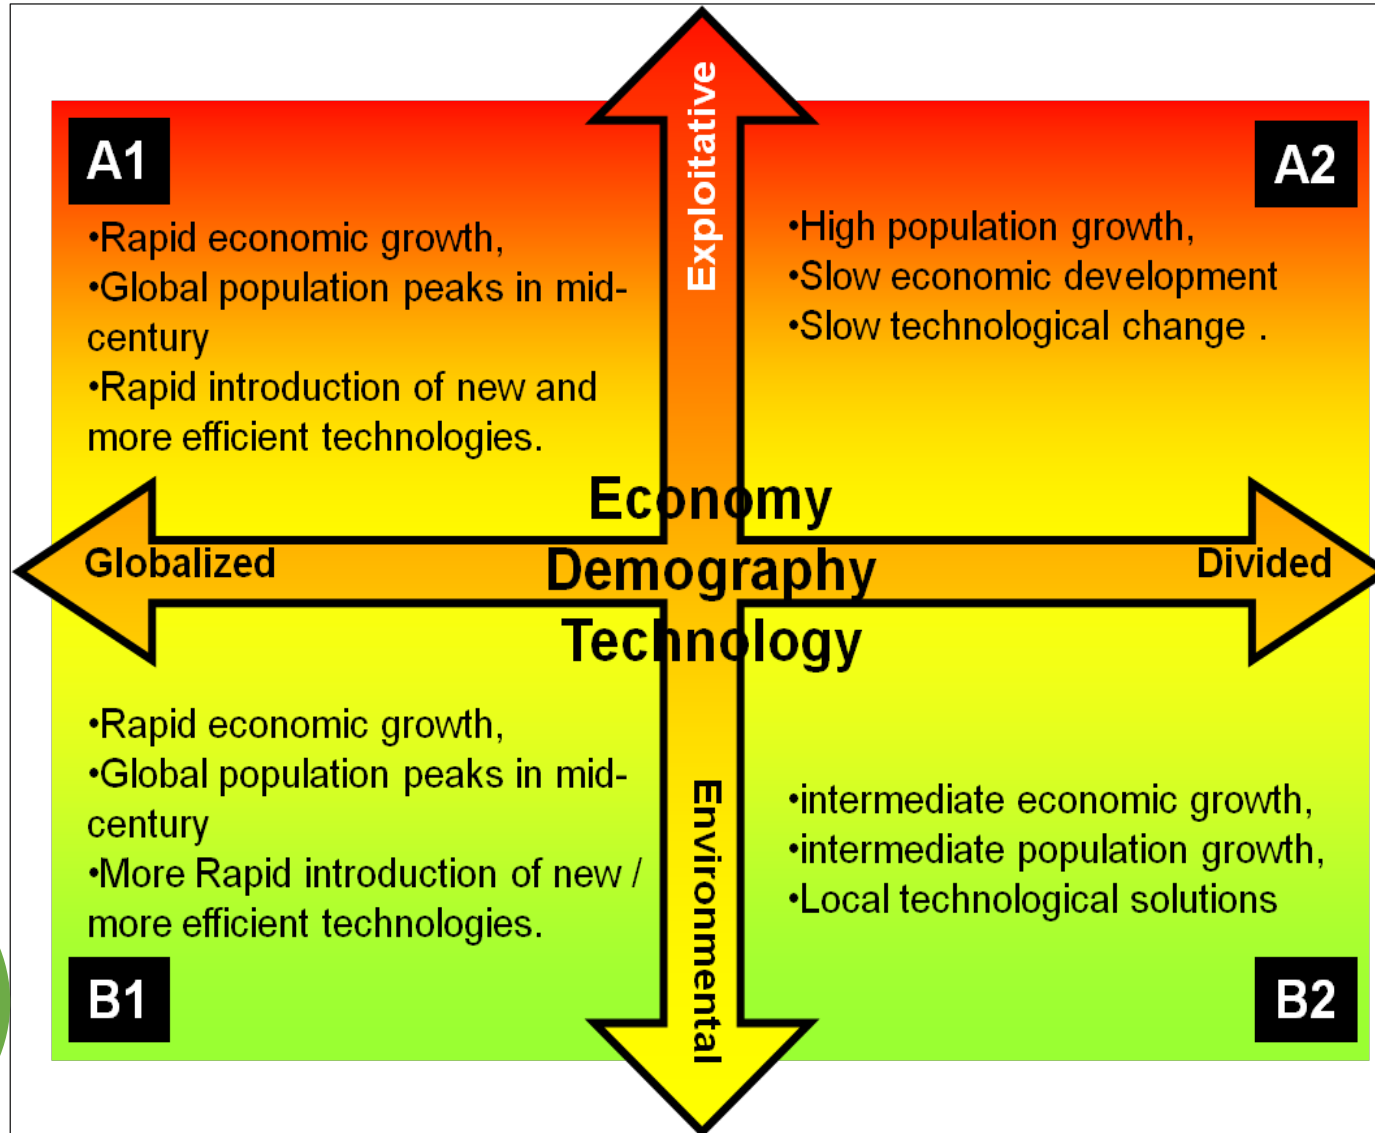 Exploitative
A1
•Rapid economic growth,
•Global population peaks in mid-
century
•Rapid introduction of new and
more efficient technologies.
A2
•High population growth,
•Slow economic development
•Slow technological change .
Economy
Globalized
Demography
Divided
Technology
•Rapid economic growth,
•Global population peaks in mid-
century
•More Rapid introduction of new /
more efficient technologies.
B1
Environmental
•intermediate economic growth,
•intermediate population growth,
•Local technological solutions
B2